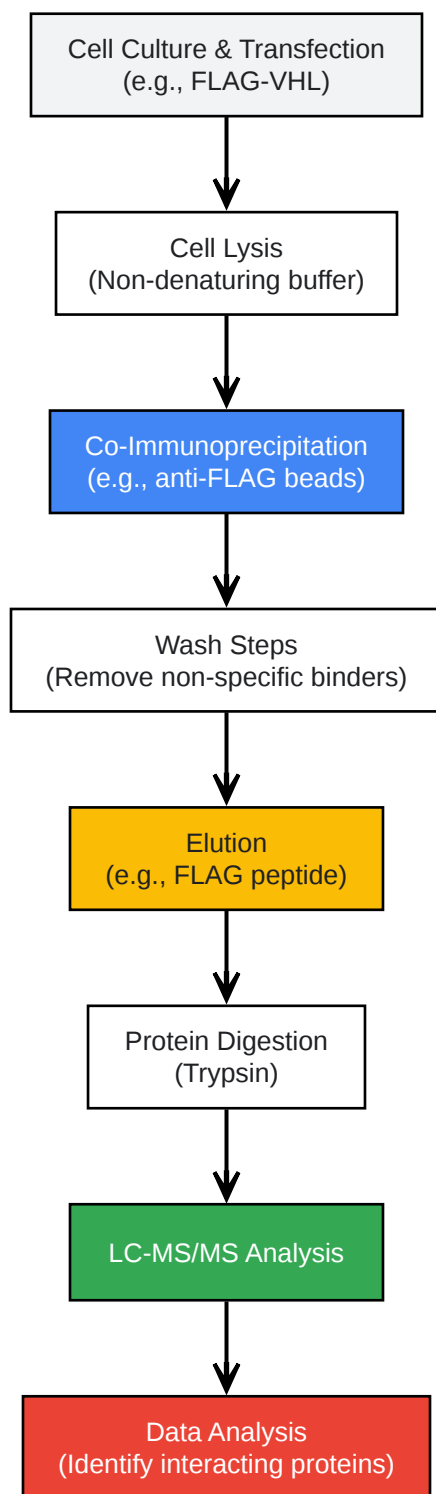 Cell Culture & Transfection
(e.g., FLAG-VHL)
Cell Lysis
(Non-denaturing buffer)
Co-Immunoprecipitation
(e.g., anti-FLAG beads)
Wash Steps
(Remove non-specific binders)
Elution
(e.g., FLAG peptide)
Protein Digestion
(Trypsin)
LC-MS/MS Analysis
Data Analysis
(Identify interacting proteins)